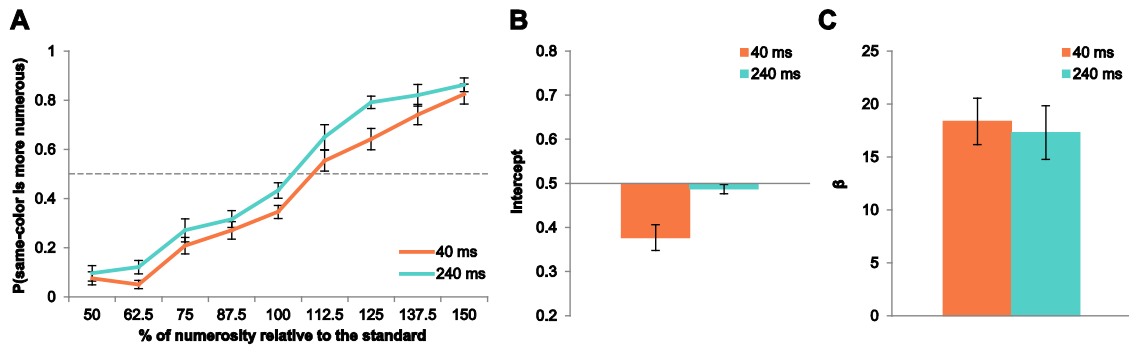 A
P(same-color is more numerous)
1
0.8
0.6
0.4
0.2
0
40 ms
240 ms
50 62.5 75 87.5 100 112.5 125 137.5 150
% of numerosity relative to the standard
B
Intercept
0.8
0.7
0.6
0.5
0.4
0.3
0.2
40 ms
240 ms
C
β
25
20
15
10
5
0
40 ms
240 ms